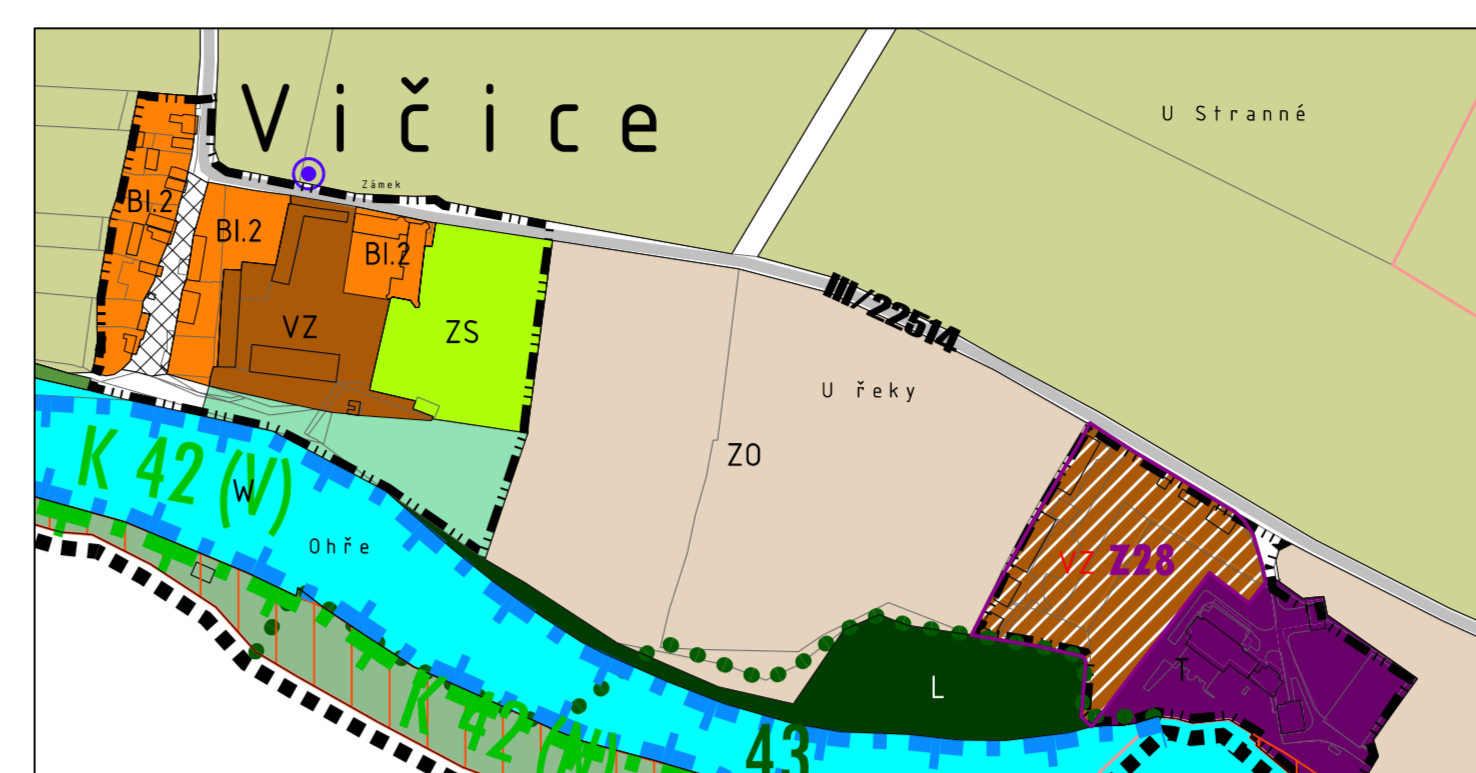 Vičice
U Stranné
Zámek
BI.2
BI.2
BI.2
VZ
ZS
III/22514
U řeky
ZO
K 42 (V)
W
Ohře
VZ Z28
T
L
K 42 (N)
43